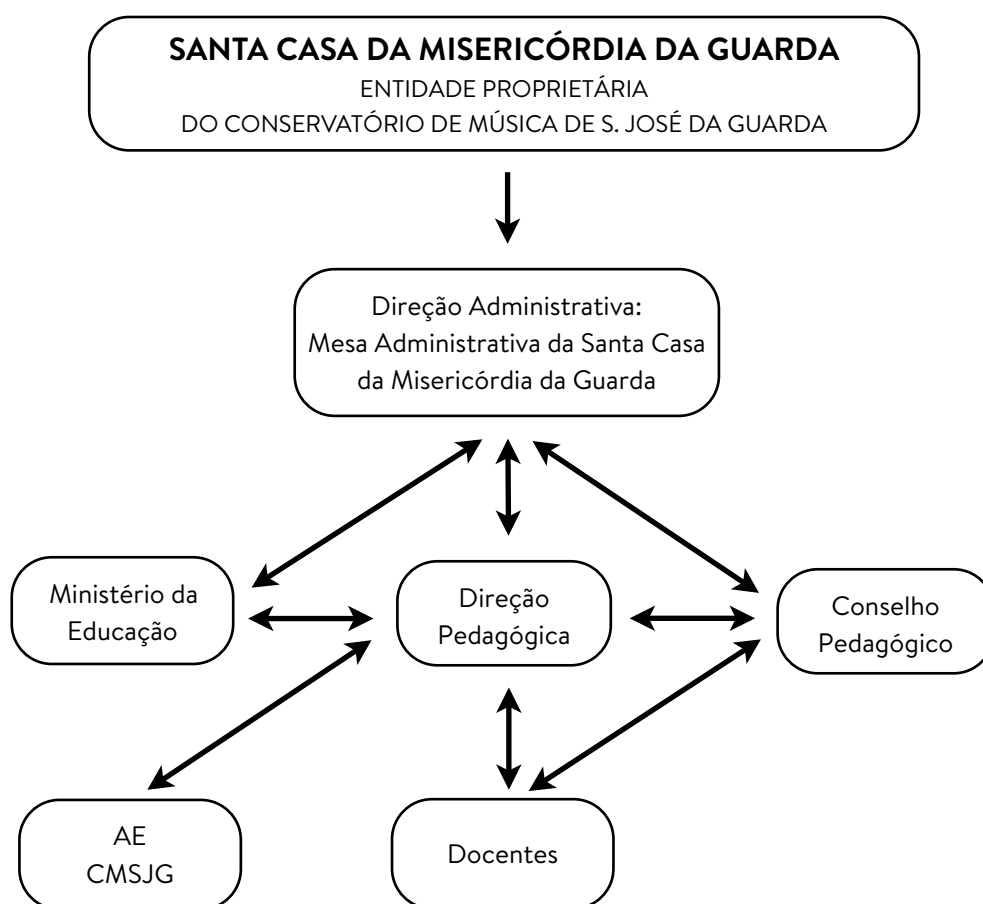 SANTA CASA DA MISERICÓRDIA DA GUARDA
ENTIDADE PROPRIETÁRIA
DO CONSERVATÓRIO DE MÚSICA DE S. JOSÉ DA GUARDA
Direção Administrativa:
Mesa Administrativa da Santa Casa
da Misericórdia da Guarda
Ministério da
Educação
Direção
Pedagógica
Conselho
Pedagógico
AE
CMSJG
Docentes